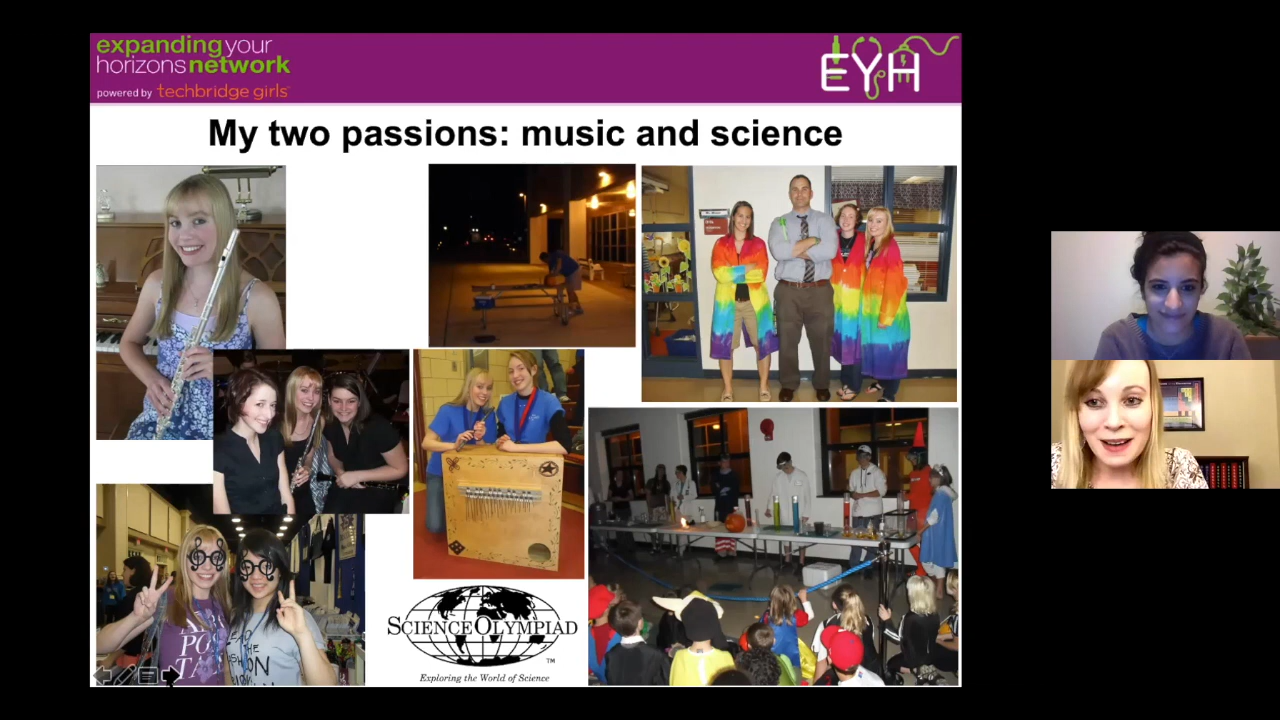 expanding your
horizons network
powered by techbridge girls
EYH
My two passions: music and science
SCIENCE OLYMPIAD
TM
Exploring the World of Science